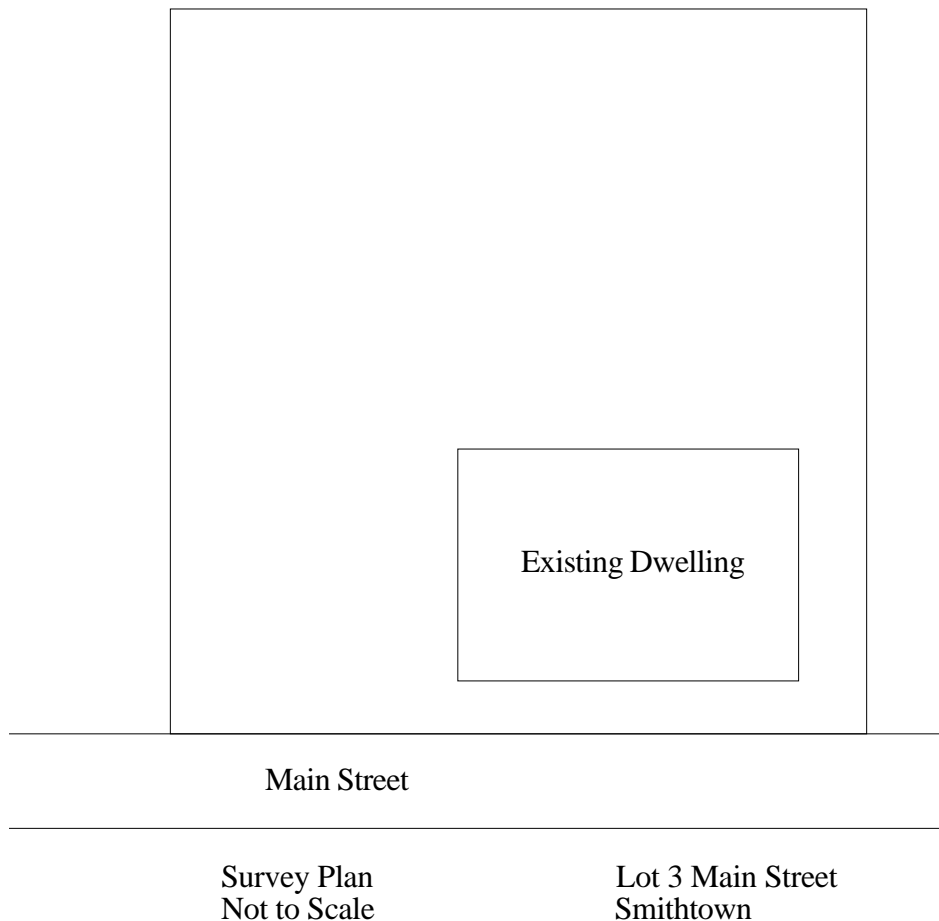 Existing Dwelling
Main Street
Survey Plan
Not to Scale
Lot 3 Main Street
Smithtown